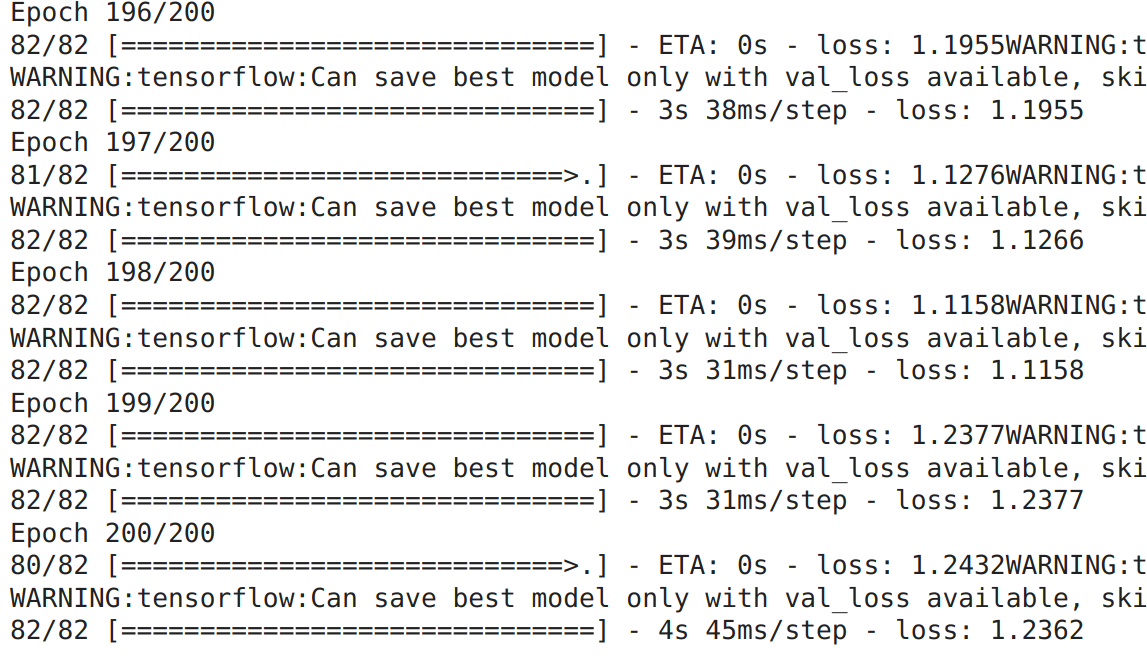 Epoch 196/200
82/82 [==============================] - ETA: 0s - loss: 1.1955WARNING:t
WARNING:tensorflow:Can save best model only with val_loss available, ski
82/82 [==============================] - 3s 38ms/step - loss: 1.1955
Epoch 197/200
81/82 [============================>.] - ETA: 0s - loss: 1.1276WARNING:t
WARNING:tensorflow:Can save best model only with val_loss available, ski
82/82 [==============================] - 3s 39ms/step - loss: 1.1266
Epoch 198/200
82/82 [==============================] - ETA: 0s - loss: 1.1158WARNING:t
WARNING:tensorflow:Can save best model only with val_loss available, ski
82/82 [==============================] - 3s 31ms/step - loss: 1.1158
Epoch 199/200
82/82 [==============================] - ETA: 0s - loss: 1.2377WARNING:t
WARNING:tensorflow:Can save best model only with val_loss available, ski
82/82 [==============================] - 3s 31ms/step - loss: 1.2377
Epoch 200/200
80/82 [============================>.] - ETA: 0s - loss: 1.2432WARNING:t
WARNING:tensorflow:Can save best model only with val_loss available, ski
82/82 [==============================] - 4s 45ms/step - loss: 1.2362